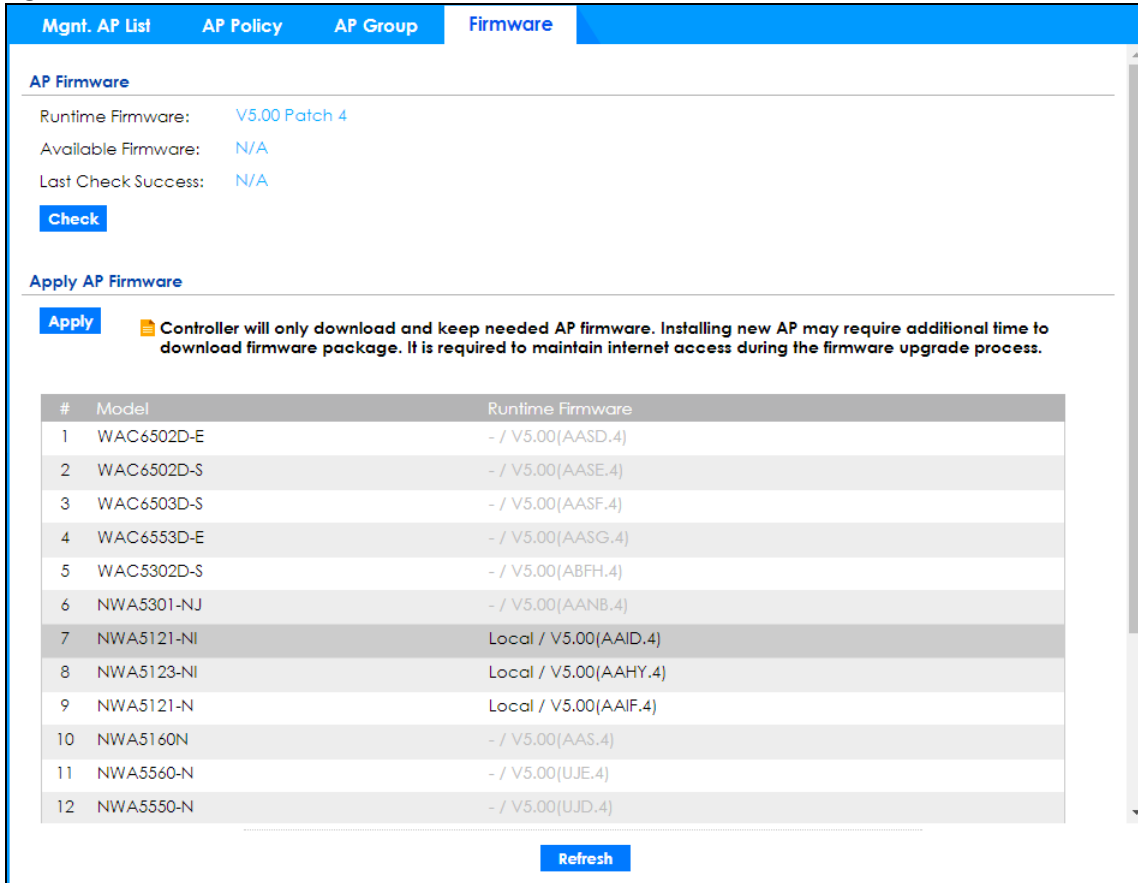 Mgnt. AP List AP Policy AP Group Firmware
AP Firmware
Runtime Firmware: V5.00 Patch 4
Available Firmware: N/A
Last Check Success: N/A
Check
Apply AP Firmware
Apply
Controller will only download and keep needed AP firmware. Installing new AP may require additional time to
download firmware package. It is required to maintain internet access during the firmware upgrade process.
# Model Runtime Firmware
1 WAC6502D-E - / V5.00(AASD.4)
2 WAC6502D-S - / V5.00(AASE.4)
3 WAC6503D-S - / V5.00(AASF.4)
4 WAC6553D-E - / V5.00(AASG.4)
5 WAC5302D-S - / V5.00(ABFH.4)
6 NWA5301-NJ - / V5.00(AANB.4)
7 NWA5121-NI Local / V5.00(AAID.4)
8 NWA5123-NI Local / V5.00(AAHY.4)
9 NWA5121-N Local / V5.00(AAIF.4)
10 NWA5160N - / V5.00(AAS.4)
11 NWA5560-N - / V5.00(UJE.4)
12 NWA5550-N - / V5.00(UJD.4)
Refresh